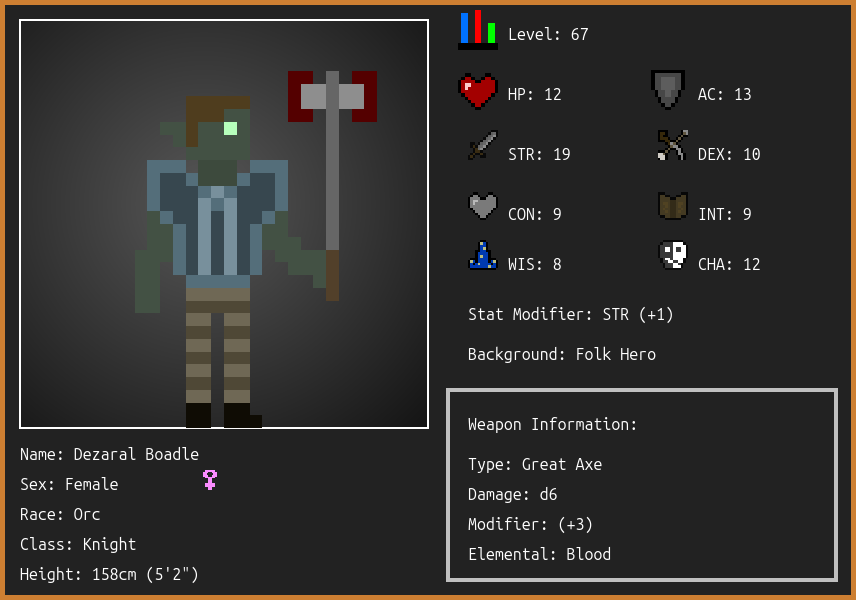 Level: 67
HP: 12
AC: 13
STR: 19
DEX: 10
CON: 9
INT: 9
WIS: 8
CHA: 12
Stat Modifier: STR (+1)
Background: Folk Hero
Weapon Information:
Type: Great Axe
Damage: d6
Modifier: (+3)
Elemental: Blood
Name: Dezaral Boadle
Sex: Female
Race: Orc
Class: Knight
Height: 158cm (5'2")